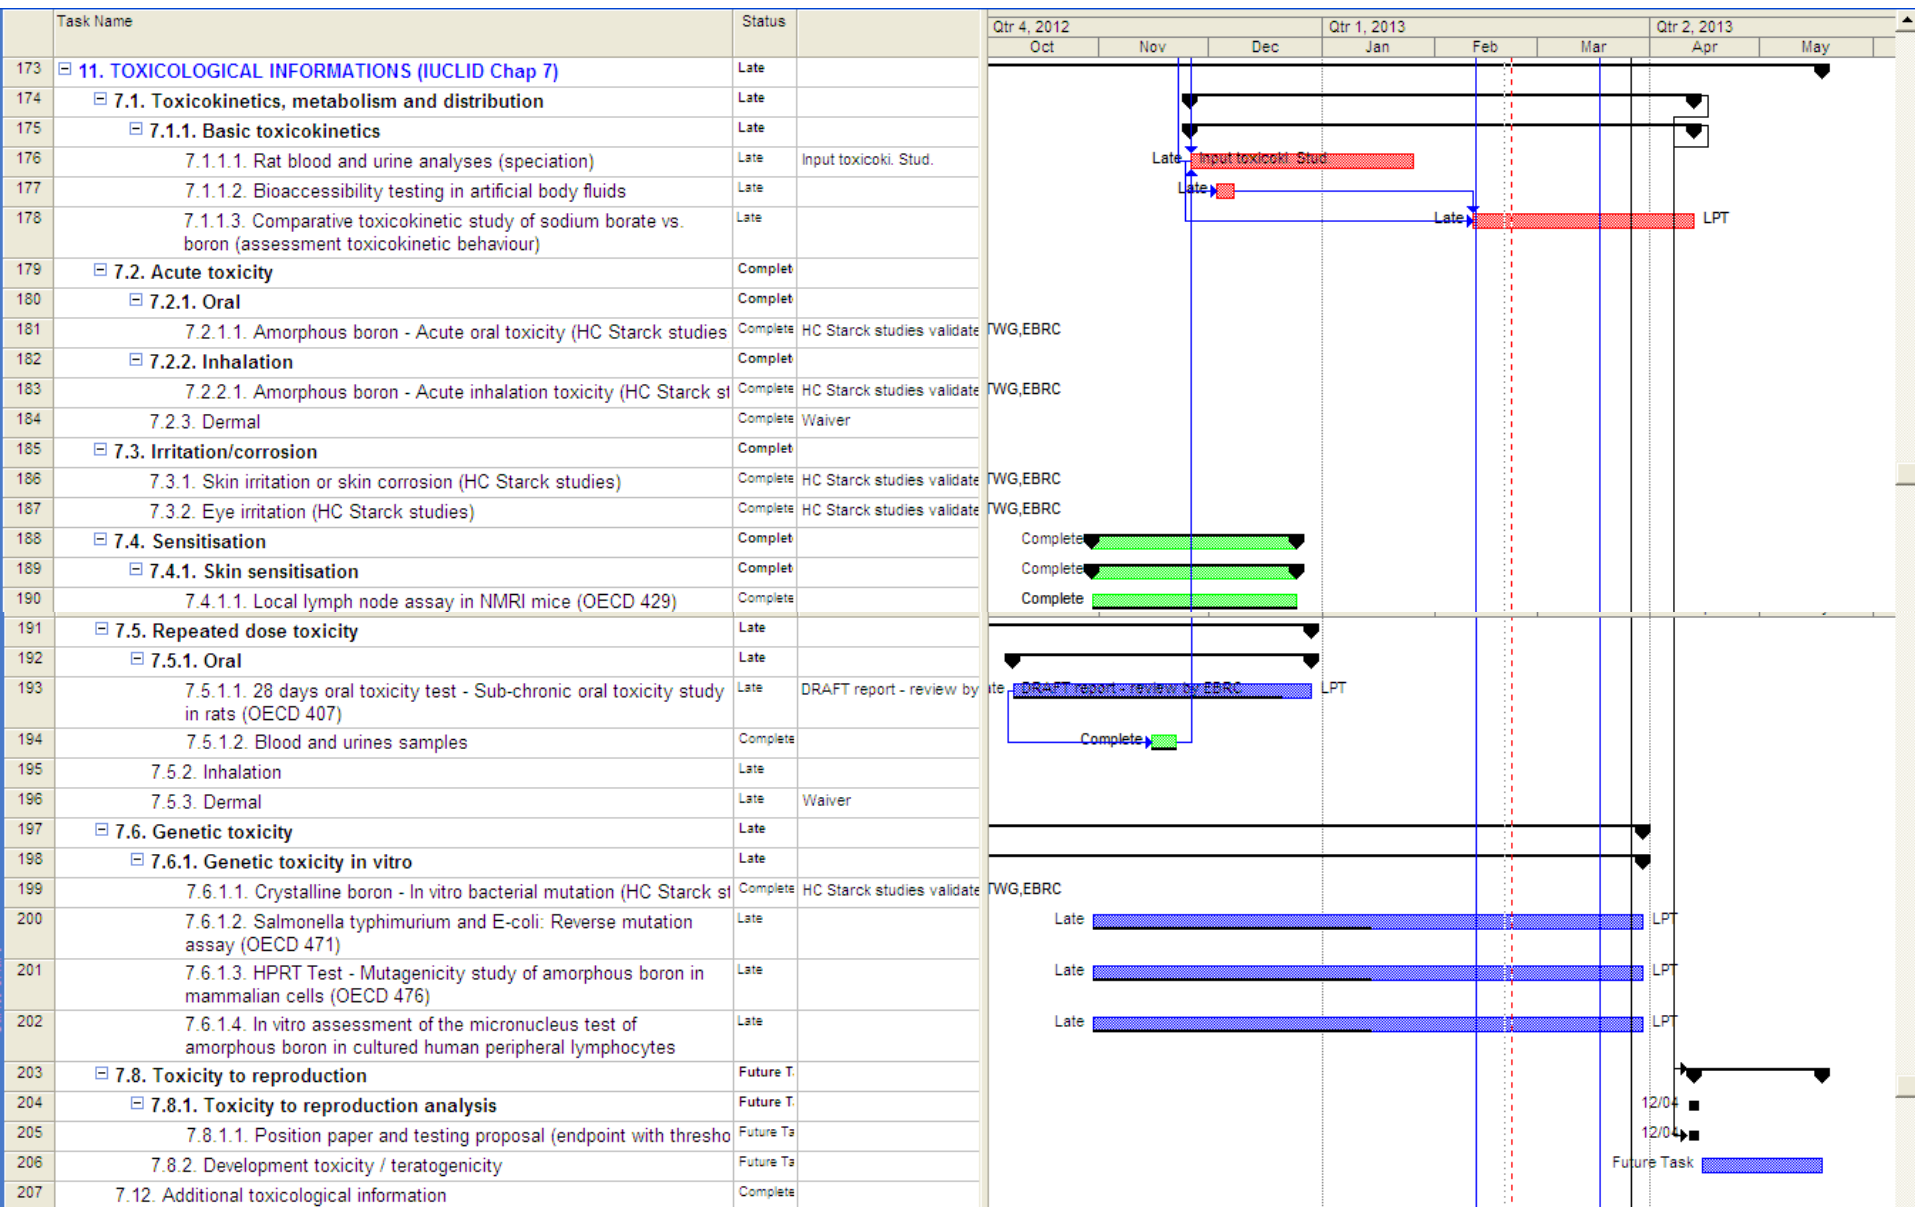 Task Name Status Qtr 4, 2012 Qtr 1, 2013 Qtr 2, 2013
Oct Nov Dec Jan Feb Mar Apr May
173 11. TOXICOLOGICAL INFORMATIONS (IUCLID Chap 7) Late
174 7.1. Toxicokinetics, metabolism and distribution Late
175 7.1.1. Basic toxicokinetics Late
176 7.1.1.1. Rat blood and urine analyses (speciation) Late Input toxicoki. Stud. Late Input toxicoki. Stud
177 7.1.1.2. Bioaccessibility testing in artificial body fluids Late Late
178 7.1.1.3. Comparative toxicokinetic study of sodium borate vs. Late Late LPT
boron (assessment toxicokinetic behaviour)
179 7.2. Acute toxicity Complet
180 7.2.1. Oral Complet
181 7.2.1.1. Amorphous boron - Acute oral toxicity (HC Starck studies Complete HC Starck studies validate TWG,EBRC
182 7.2.2. Inhalation Complet
183 7.2.2.1. Amorphous boron - Acute inhalation toxicity (HC Starck st Complete HC Starck studies validate TWG,EBRC
184 7.2.3. Dermal Complete Waiver
185 7.3. Irritation/corrosion Complet
186 7.3.1. Skin irritation or skin corrosion (HC Starck studies) Complete HC Starck studies validate TWG,EBRC
187 7.3.2. Eye irritation (HC Starck studies) Complete HC Starck studies validate TWG,EBRC
188 7.4. Sensitisation Complet Complete
189 7.4.1. Skin sensitisation Complet Complete
190 7.4.1.1. Local lymph node assay in NMRI mice (OECD 429) Complete Complete
191 7.5. Repeated dose toxicity Late
192 7.5.1. Oral Late
193 7.5.1.1. 28 days oral toxicity test - Sub-chronic oral toxicity study Late DRAFT report - review by ate DRAFT report - review by EBRC LPT
in rats (OECD 407)
194 7.5.1.2. Blood and urines samples Complete Complete
195 7.5.2. Inhalation Late
196 7.5.3. Dermal Late Waiver
197 7.6. Genetic toxicity Late
198 7.6.1. Genetic toxicity in vitro Late
199 7.6.1.1. Crystalline boron - In vitro bacterial mutation (HC Starck st Complete HC Starck studies validate TWG,EBRC
200 7.6.1.2. Salmonella typhimurium and E-coli: Reverse mutation Late Late LPT
assay (OECD 471)
201 7.6.1.3. HPRT Test - Mutagenicity study of amorphous boron in Late Late LPT
mammalian cells (OECD 476)
202 7.6.1.4. In vitro assessment of the micronucleus test of Late Late LPT
amorphous boron in cultured human peripheral lymphocytes
203 7.8. Toxicity to reproduction Future T
204 7.8.1. Toxicity to reproduction analysis Future T 12/04
205 7.8.1.1. Position paper and testing proposal (endpoint with thresho Future Ta 12/04
206 7.8.2. Development toxicity / teratogenicity Future Ta Future Task
207 7.12. Additional toxicological information Complete